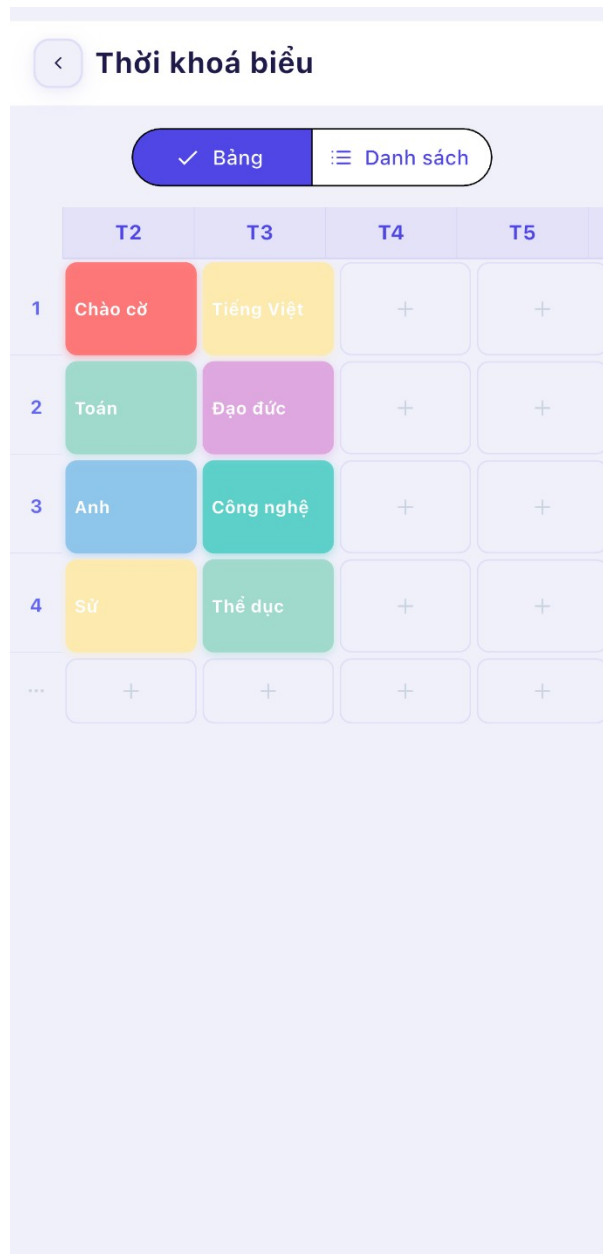 Thời khoá biểu
Bảng
Danh sách
T2 T3 T4 T5
1 Chào cờ Tiếng Việt + +
2 Toán Đạo đức + +
3 Anh Công nghệ + +
4 Sử Thể dục + +
... + + + +